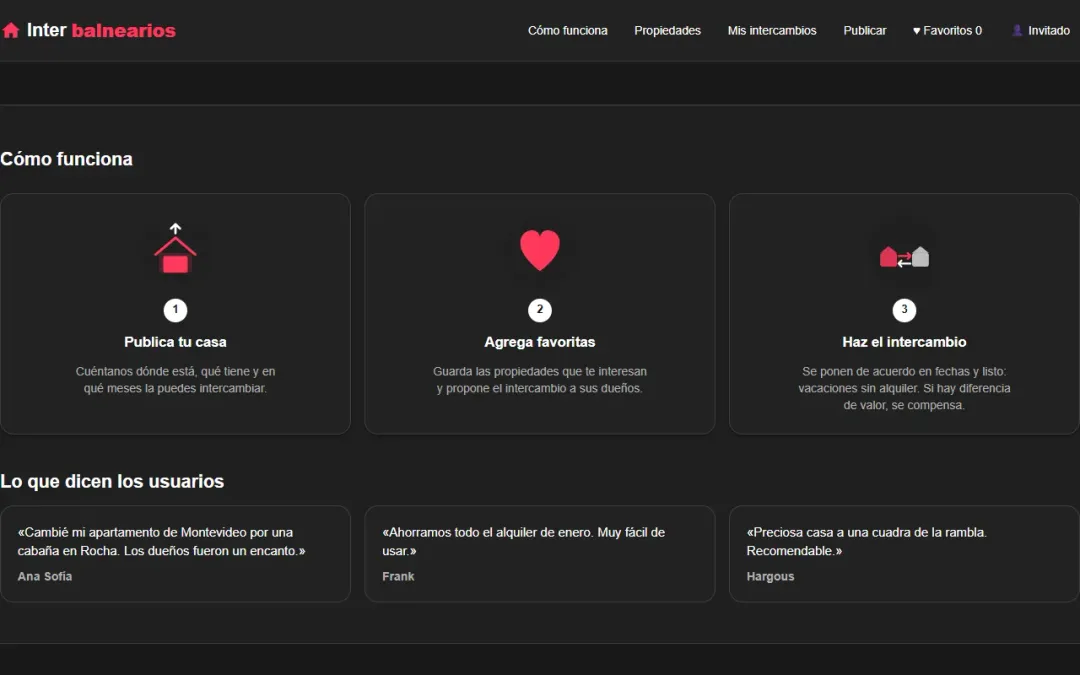 Inter balnearios
Cómo funciona
Propiedades
Mis intercambios
Publicar
♥ Favoritos 0
Invitado
Cómo funciona
1
Publica tu casa
Cuéntanos dónde está, qué tiene y en
qué meses la puedes intercambiar.
2
Agrega favoritas
Guarda las propiedades que te interesan
y propone el intercambio a sus dueños.
3
Haz el intercambio
Se ponen de acuerdo en fechas y listo:
vacaciones sin alquiler. Si hay diferencia
de valor, se compensa.
Lo que dicen los usuarios
«Cambié mi apartamento de Montevideo por una
cabaña en Rocha. Los dueños fueron un encanto.»
Ana Sofía
«Ahorramos todo el alquiler de enero. Muy fácil de
usar.»
Frank
«Preciosa casa a una cuadra de la rambla.
Recomendable.»
Hargous